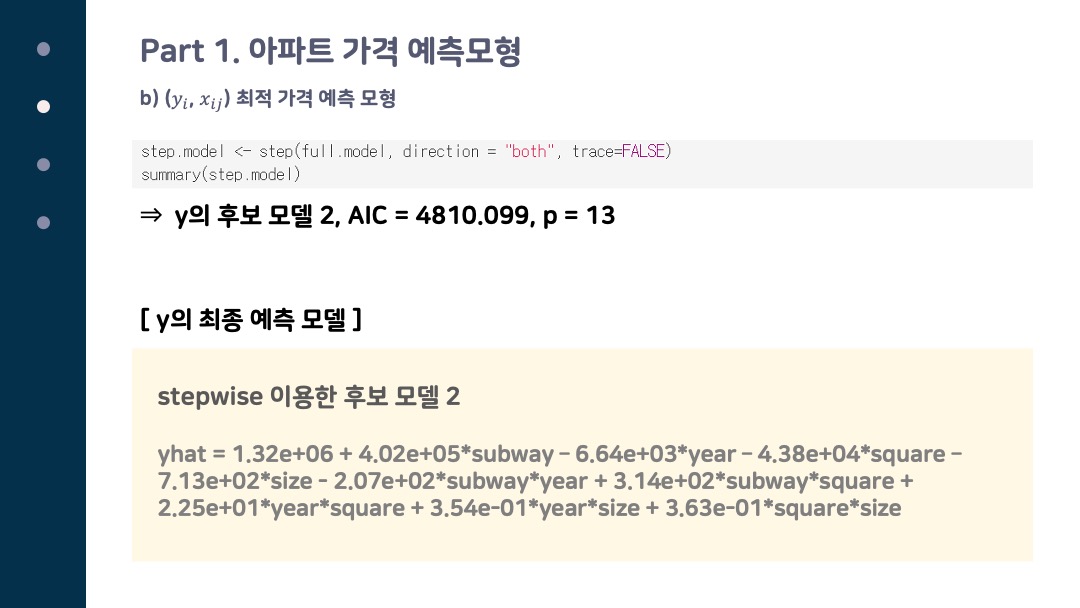 Part 1. 아파트 가격 예측모형
b) (yᵢ, xᵢⱼ) 최적 가격 예측 모형
step.model <- step(full.model, direction = "both", trace=FALSE)
summary(step.model)
⇒ y의 후보 모델 2, AIC = 4810.099, p = 13
[ y의 최종 예측 모델 ]
stepwise 이용한 후보 모델 2
yhat = 1.32e+06 + 4.02e+05*subway – 6.64e+03*year – 4.38e+04*square –
7.13e+02*size - 2.07e+02*subway*year + 3.14e+02*subway*square +
2.25e+01*year*square + 3.54e-01*year*size + 3.63e-01*square*size